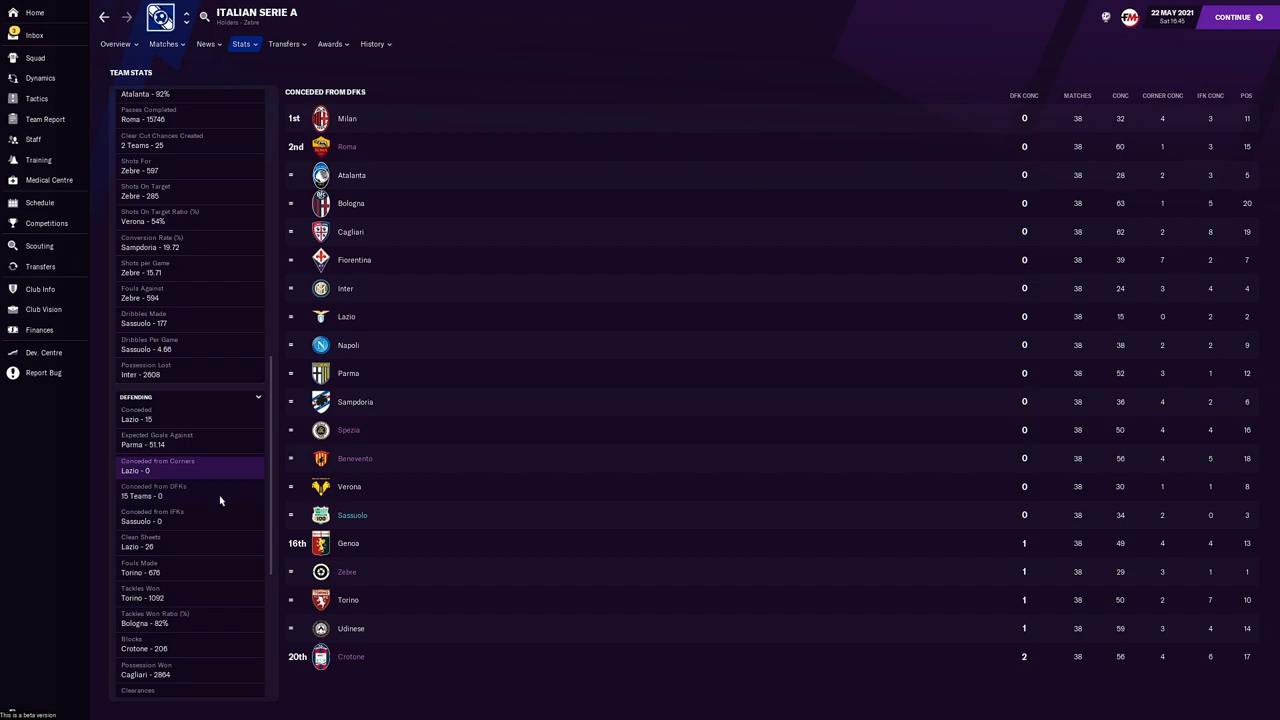 Home
ITALIAN SERIE A
Holders - Zebre
22 MAY 2021
Sat 16:45
CONTINUE
3
Inbox
Overview
Matches
News
Stats
Transfers
Awards
History
Squad
Dynamics
Tactics
Team Report
Staff
Training
Medical Centre
Schedule
Competitions
Scouting
Transfers
Club Info
Club Vision
Finances
Dev. Centre
Report Bug
TEAM STATS
Atalanta - 92%
Passes Completed
Roma - 15746
Clear Cut Chances Created
2 Teams - 25
Shots For
Zebre - 597
Shots On Target
Zebre - 285
Shots On Target Ratio (%)
Verona - 54%
Conversion Rate (%)
Sampdoria - 19.72
Shots per Game
Zebre - 15.71
Fouls Against
Zebre - 594
Dribbles Made
Sassuolo - 177
Dribbles Per Game
Sassuolo - 4.66
Possession Lost
Inter - 2608
DEFENDING
Conceded
Lazio - 15
Expected Goals Against
Parma - 51.14
Conceded from Corners
Lazio - 0
Conceded from DFKs
15 Teams - 0
Conceded from IFKs
Sassuolo - 0
Clean Sheets
Lazio - 26
Fouls Made
Torino - 676
Tackles Won
Torino - 1092
Tackles Won Ratio (%)
Bologna - 82%
Blocks
Crotone - 206
Possession Won
Cagliari - 2864
Clearances
CONCEDED FROM DFKS
DFK CONC MATCHES CONC CORNER CONC IFK CONC POS
1st Milan 0 38 32 4 3 11
2nd Roma 0 38 60 1 3 15
= Atalanta 0 38 28 2 3 5
= Bologna 0 38 63 1 5 20
= Cagliari 0 38 62 2 8 19
= Fiorentina 0 38 39 7 2 7
= Inter 0 38 24 3 4 4
= Lazio 0 38 15 0 2 2
= Napoli 0 38 38 2 2 9
= Parma 0 38 52 3 1 12
= Sampdoria 0 38 36 4 2 6
= Spezia 0 38 50 4 4 16
= Benevento 0 38 56 4 5 18
= Verona 0 38 30 1 1 8
= Sassuolo 0 38 34 2 0 3
16th Genoa 1 38 49 4 4 13
= Zebre 1 38 29 3 1 1
= Torino 1 38 50 2 7 10
= Udinese 1 38 59 3 4 14
20th Crotone 2 38 56 4 6 17
This is a beta version